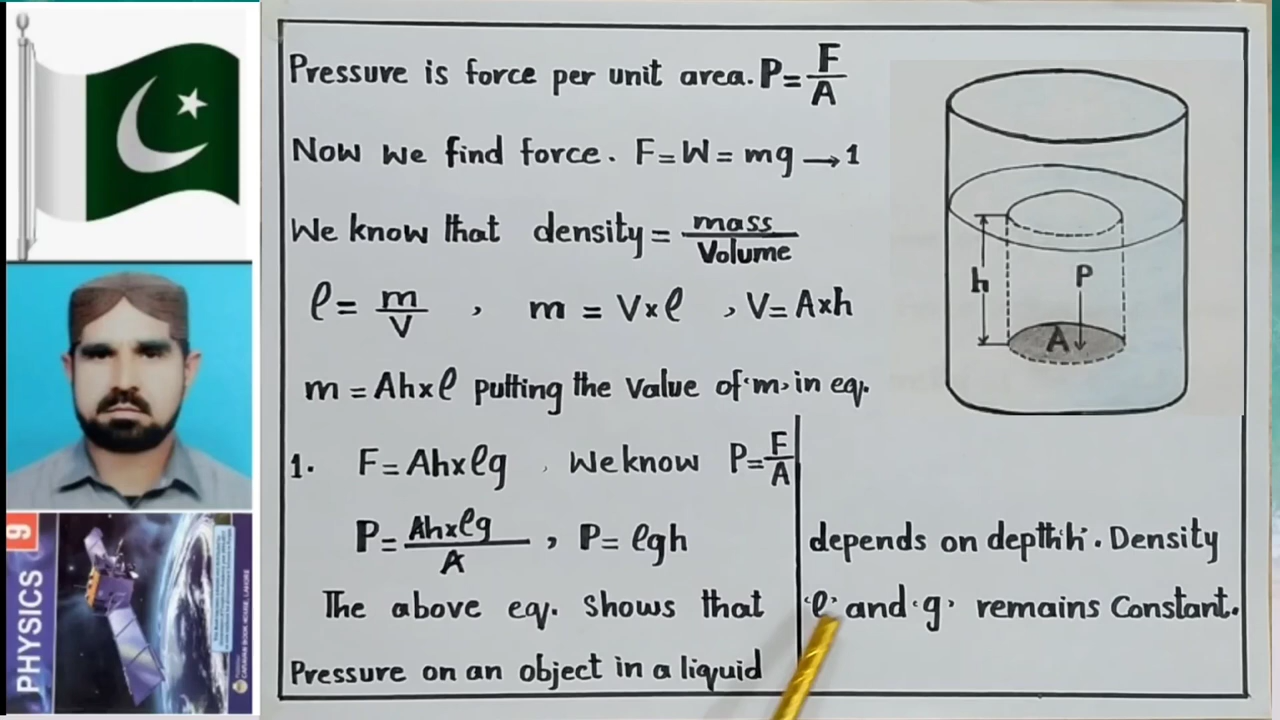 Pressure is force per unit area. P = F/A
Now we find force. F = W = mg → 1
We know that density = mass/Volume
ℓ = m/V , m = V×ℓ , V = A×h
m = Ah×ℓ putting the value of 'm' in eq.
1. F = Ah×ℓg , We know P = F/A
P = Ah×ℓg/A , P = ℓgh
The above eq. Shows that
Pressure on an object in a liquid
depends on depth 'h'. Density
'ℓ' and 'g' remains Constant.
h
P
A
9
PHYSICS